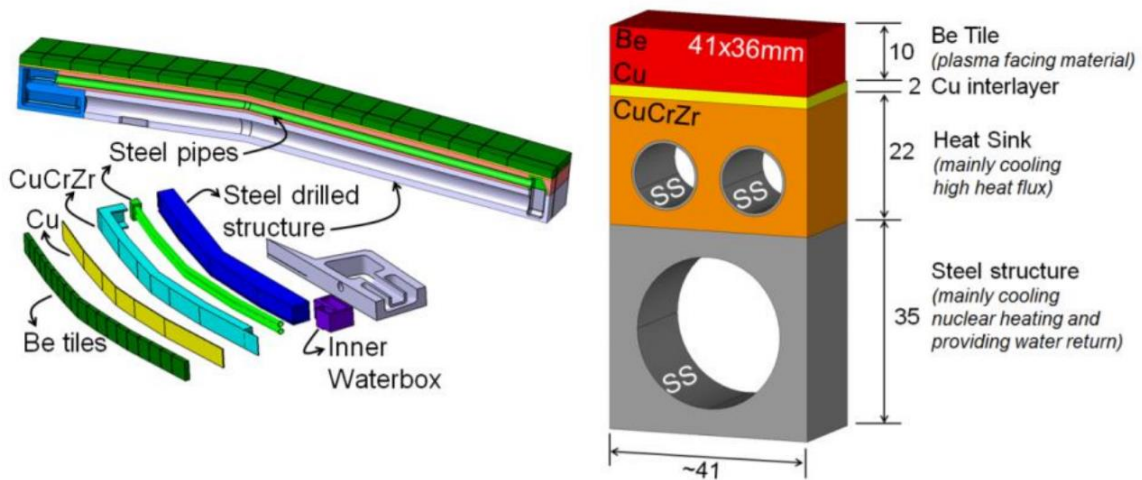 Steel pipes
CuCrZr
Steel drilled
structure
Cu
Be tiles
Inner
Waterbox
Be
41x36mm
Cu
CuCrZr
SS
SS
SS
10
2
22
35
~41
Be Tile
(plasma facing material)
Cu interlayer
Heat Sink
(mainly cooling
high heat flux)
Steel structure
(mainly cooling
nuclear heating and
providing water return)